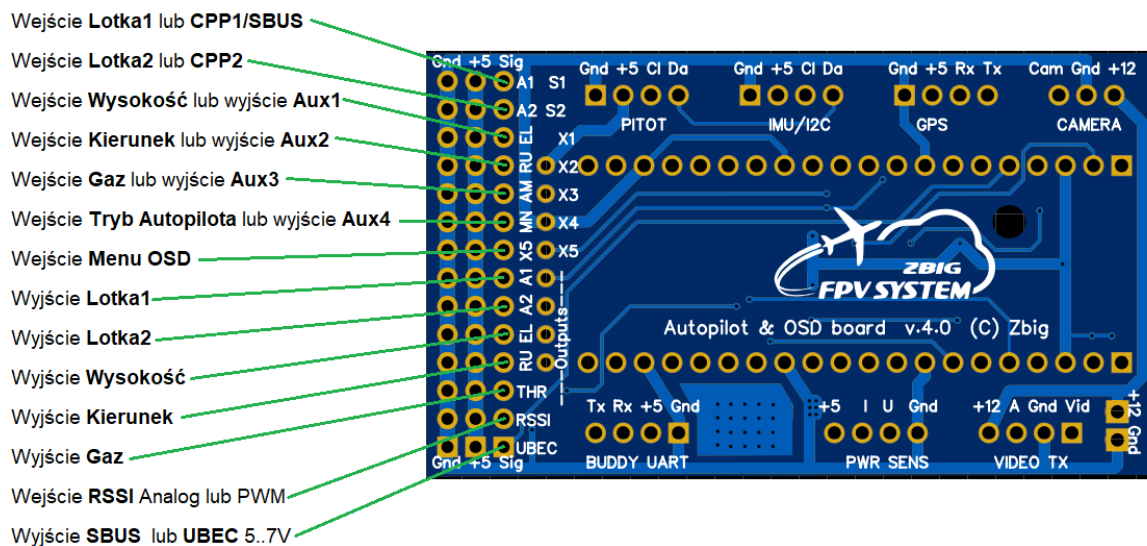 Wejście Lotka1 lub CPP1/SBUS
Wejście Lotka2 lub CPP2
Wejście Wysokość lub wyjście Aux1
Wejście Kierunek lub wyjście Aux2
Wejście Gaz lub wyjście Aux3
Wejście Tryb Autopilota lub wyjście Aux4
Wejście Menu OSD
Wyjście Lotka1
Wyjście Lotka2
Wyjście Wysokość
Wyjście Kierunek
Wyjście Gaz
Wejście RSSI Analog lub PWM
Wyjście SBUS lub UBEC 5..7V
Gnd +5 Sig
A1 S1
A2 S2
EL X1
RU X2
AM X3
MN X4
X5 X5
A1
A2
EL
RU
THR
RSSI
UBEC
Outputs
Gnd +5 Sig
Gnd +5 Cl Da
PITOT
Gnd +5 Cl Da
IMU/I2C
Gnd +5 Rx Tx
GPS
Cam Gnd +12
CAMERA
ZBIG
FPV SYSTEM
Autopilot & OSD board v.4.0 (C) Zbig
Tx Rx +5 Gnd
BUDDY UART
+5 I U Gnd
PWR SENS
+12 A Gnd Vid
VIDEO TX
+12 Gnd